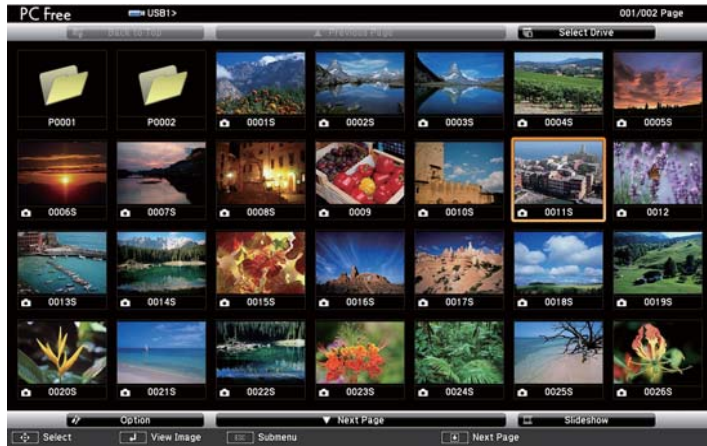 PC Free USB1> 001/002 Page
Back to Top ▲ Previous Page Select Drive
P0001 P0002 0001S 0002S 0003S 0004S 0005S
0006S 0007S 0008S 0009 0010S 0011S 0012
0013S 0014S 0015S 0016S 0017S 0018S 0019S
0020S 0021S 0022S 0023S 0024S 0025S 0026S
Option ▼ Next Page Slideshow
Select View Image Submenu Next Page